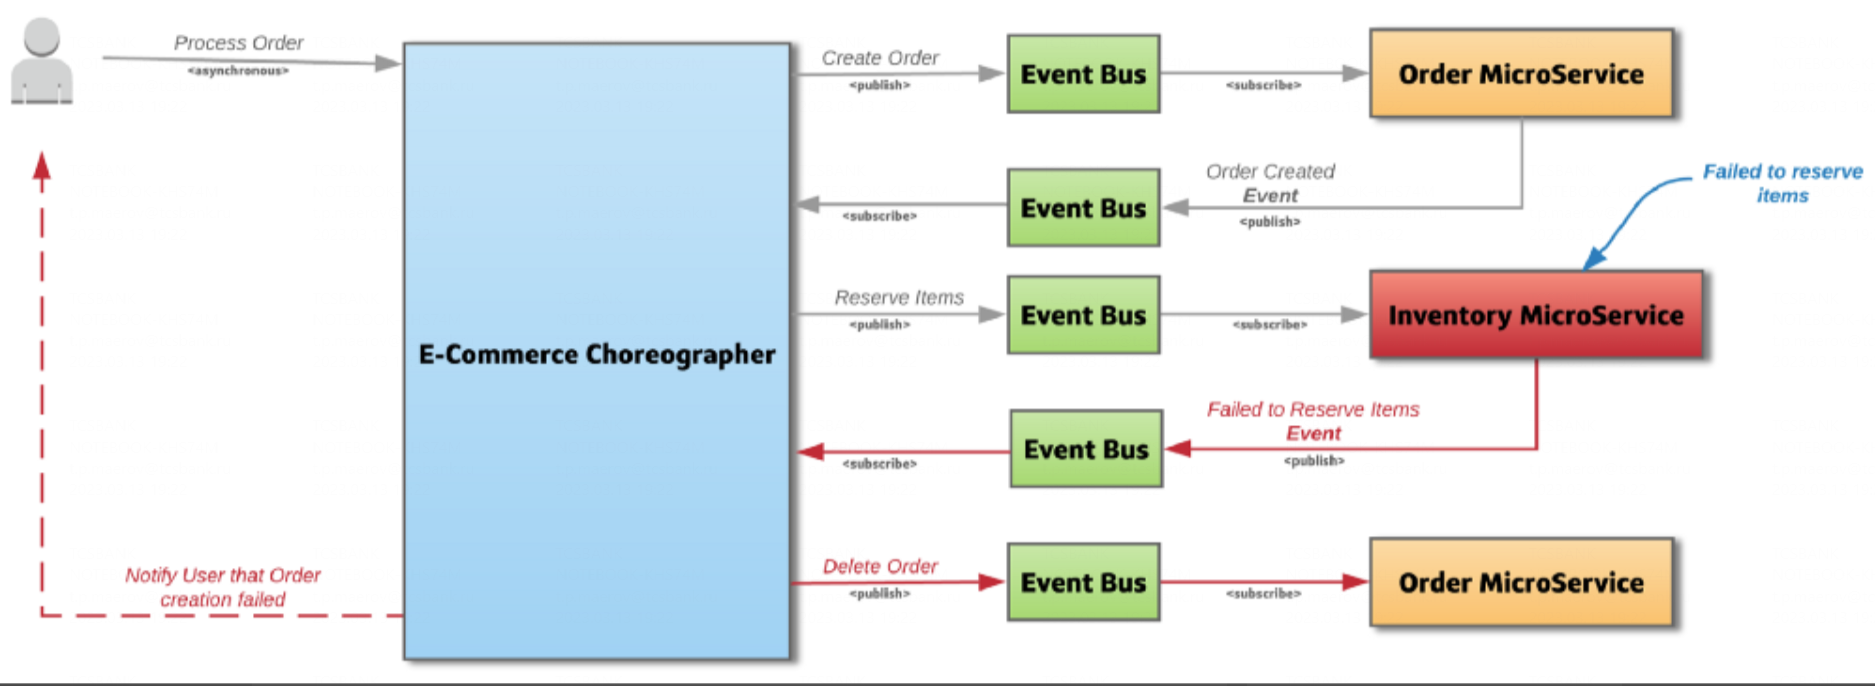 Process Order
<asynchronous>
E-Commerce Choreographer
Create Order
<publish>
Event Bus
<subscribe>
Order MicroService
<subscribe>
Event Bus
Order Created
Event
<publish>
Failed to reserve
items
Reserve Items
<publish>
Event Bus
<subscribe>
Inventory MicroService
<subscribe>
Event Bus
Failed to Reserve Items
Event
<publish>
Delete Order
<publish>
Event Bus
<subscribe>
Order MicroService
Notify User that Order
creation failed